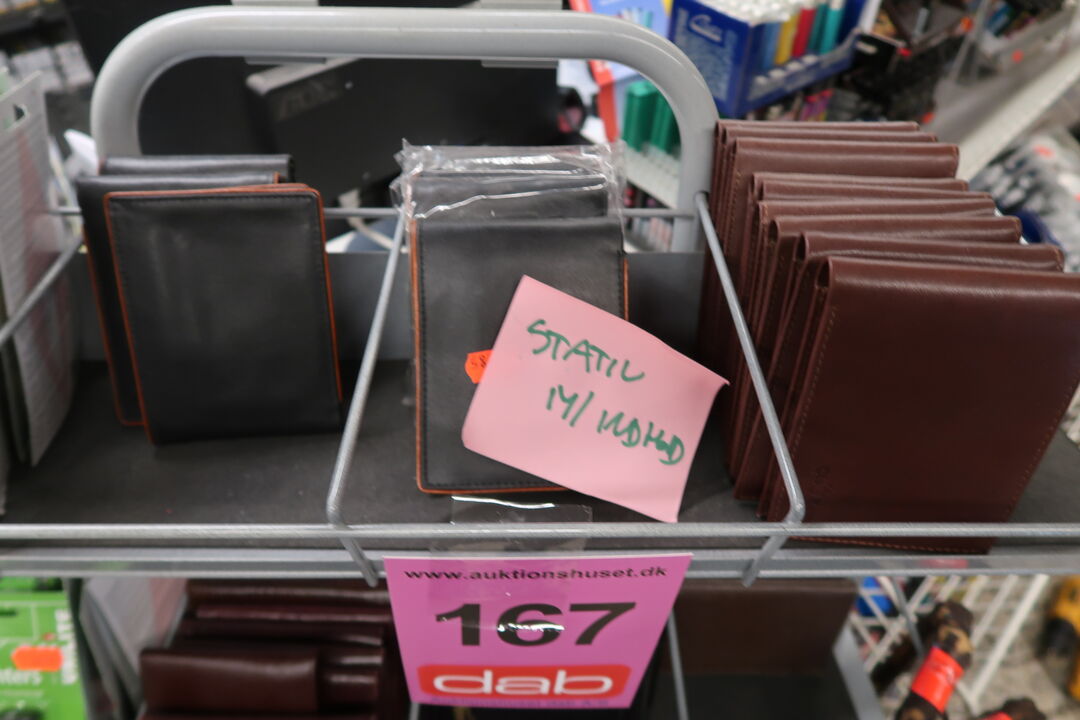 STATIV
M/ INDHOLD
www.auktionshuset.dk
167
dab